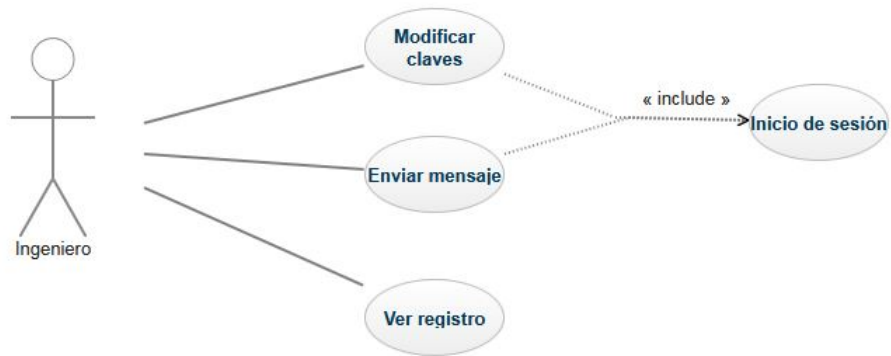 Modificar
claves
« include »
Inicio de sesión
Enviar mensaje
Ingeniero
Ver registro